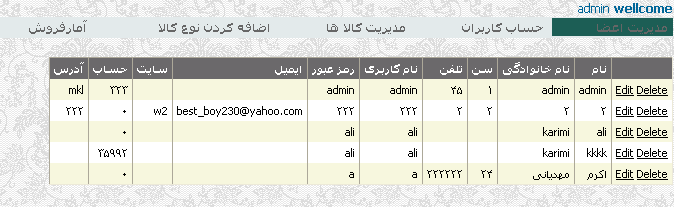 admin wellcome
مدیریت اعضا حساب کاربران مدیریت کالا ها اضافه کردن نوع کالا آمارفروش
نام نام خانوادگی سن تلفن نام کاربری رمز عبور ایمیل سایت حساب آدرس
Edit Delete admin admin ۱ ۴۵ admin admin ۲۲۳ mkl
Edit Delete ۲ ۲ ۲ ۲ ۲۲۲ ۲۲۲ best_boy230@yahoo.com w2 ۰ ۲۲۲
Edit Delete ali karimi ali ali ۰
Edit Delete kkkk karimi ali ali ۲۵۹۹۲
Edit Delete اکرم مهدیانی ۲۴ ۲۲۲۲۲۲ a a ۰